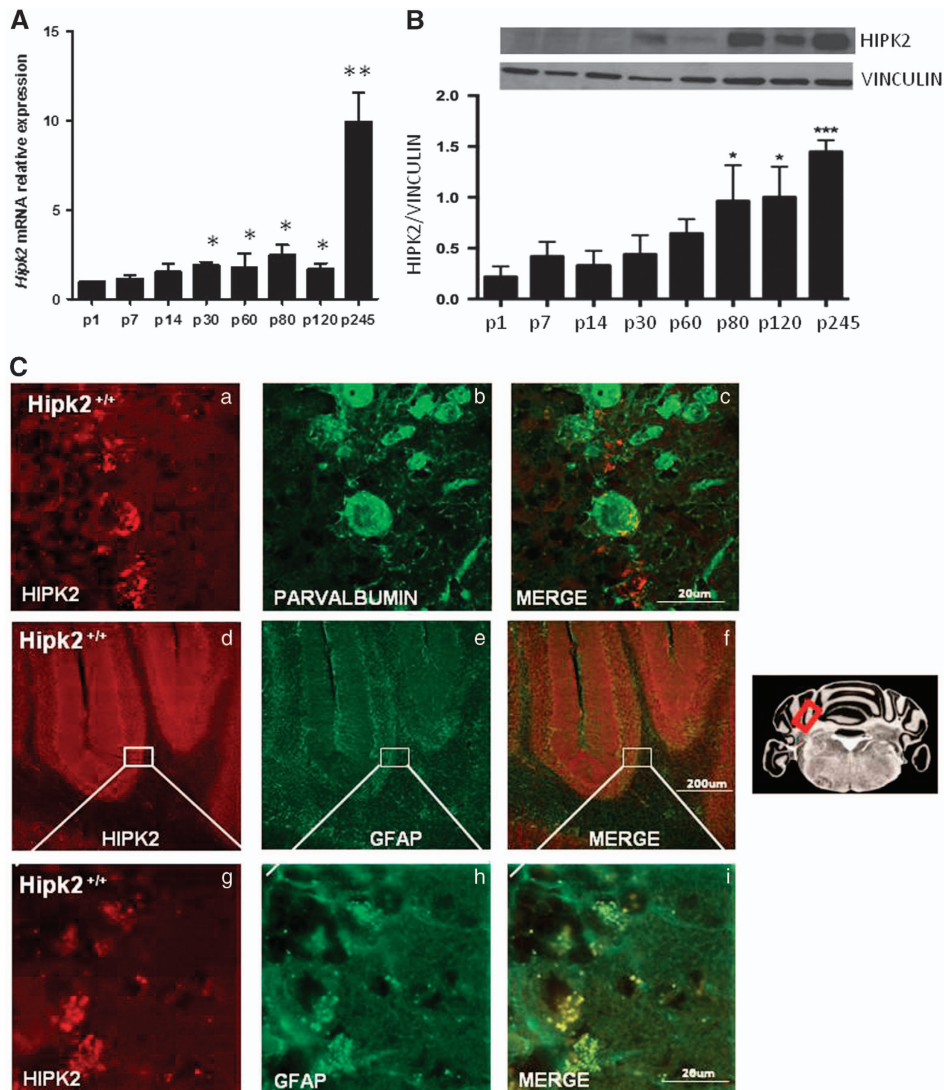 A
Hipk2 mRNA relative expression
15
10
5
0
* * * * * **
p1 p7 p14 p30 p60 p80 p120 p245
B
HIPK2
VINCULIN
HIPK2/VINCULIN
2.0
1.5
1.0
0.5
0.0
* * ***
p1 p7 p14 p30 p60 p80 p120 p245
C
Hipk2 +/+ a b c
HIPK2 PARVALBUMIN MERGE 20um
Hipk2 +/+ d e f
HIPK2 GFAP MERGE 200um
Hipk2 +/+ g h i
HIPK2 GFAP MERGE 20um